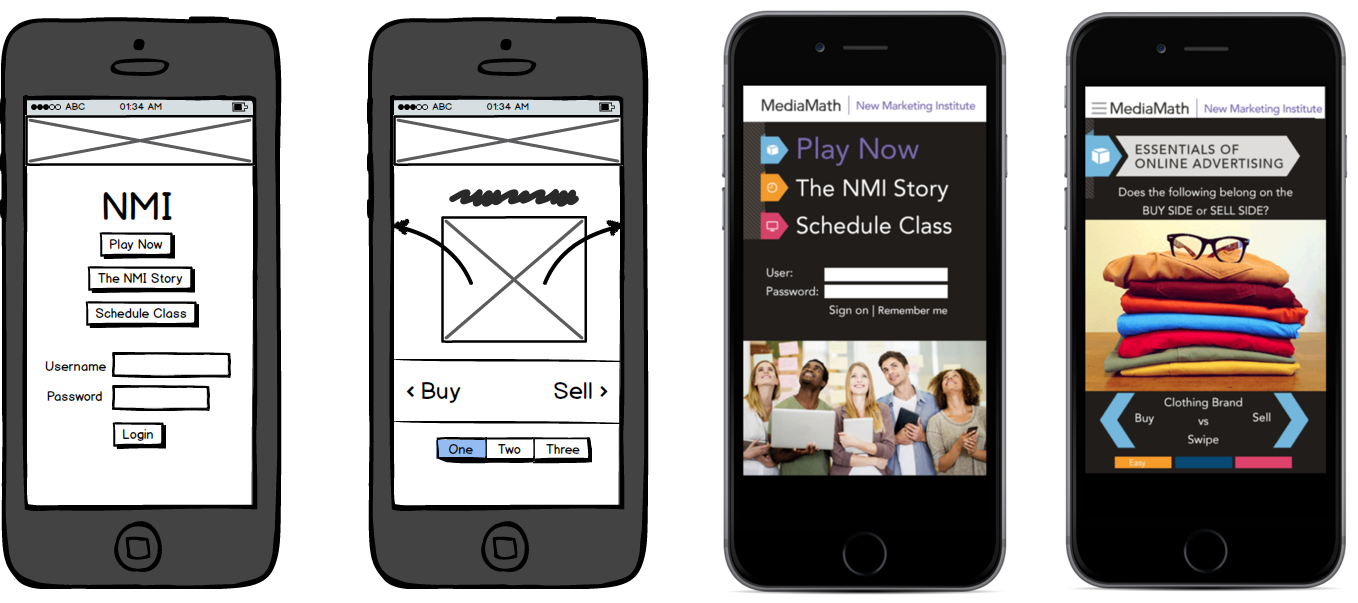 ABC 01:34 AM
NMI
Play Now
The NMI Story
Schedule Class
Username
Password
Login
ABC 01:34 AM
‹ Buy Sell ›
One Two Three
MediaMath | New Marketing Institute
Play Now
The NMI Story
Schedule Class
User:
Password:
Sign on | Remember me
MediaMath | New Marketing Institute
ESSENTIALS OF
ONLINE ADVERTISING
Does the following belong on the
BUY SIDE or SELL SIDE?
Clothing Brand
Buy vs Sell
Swipe
Easy